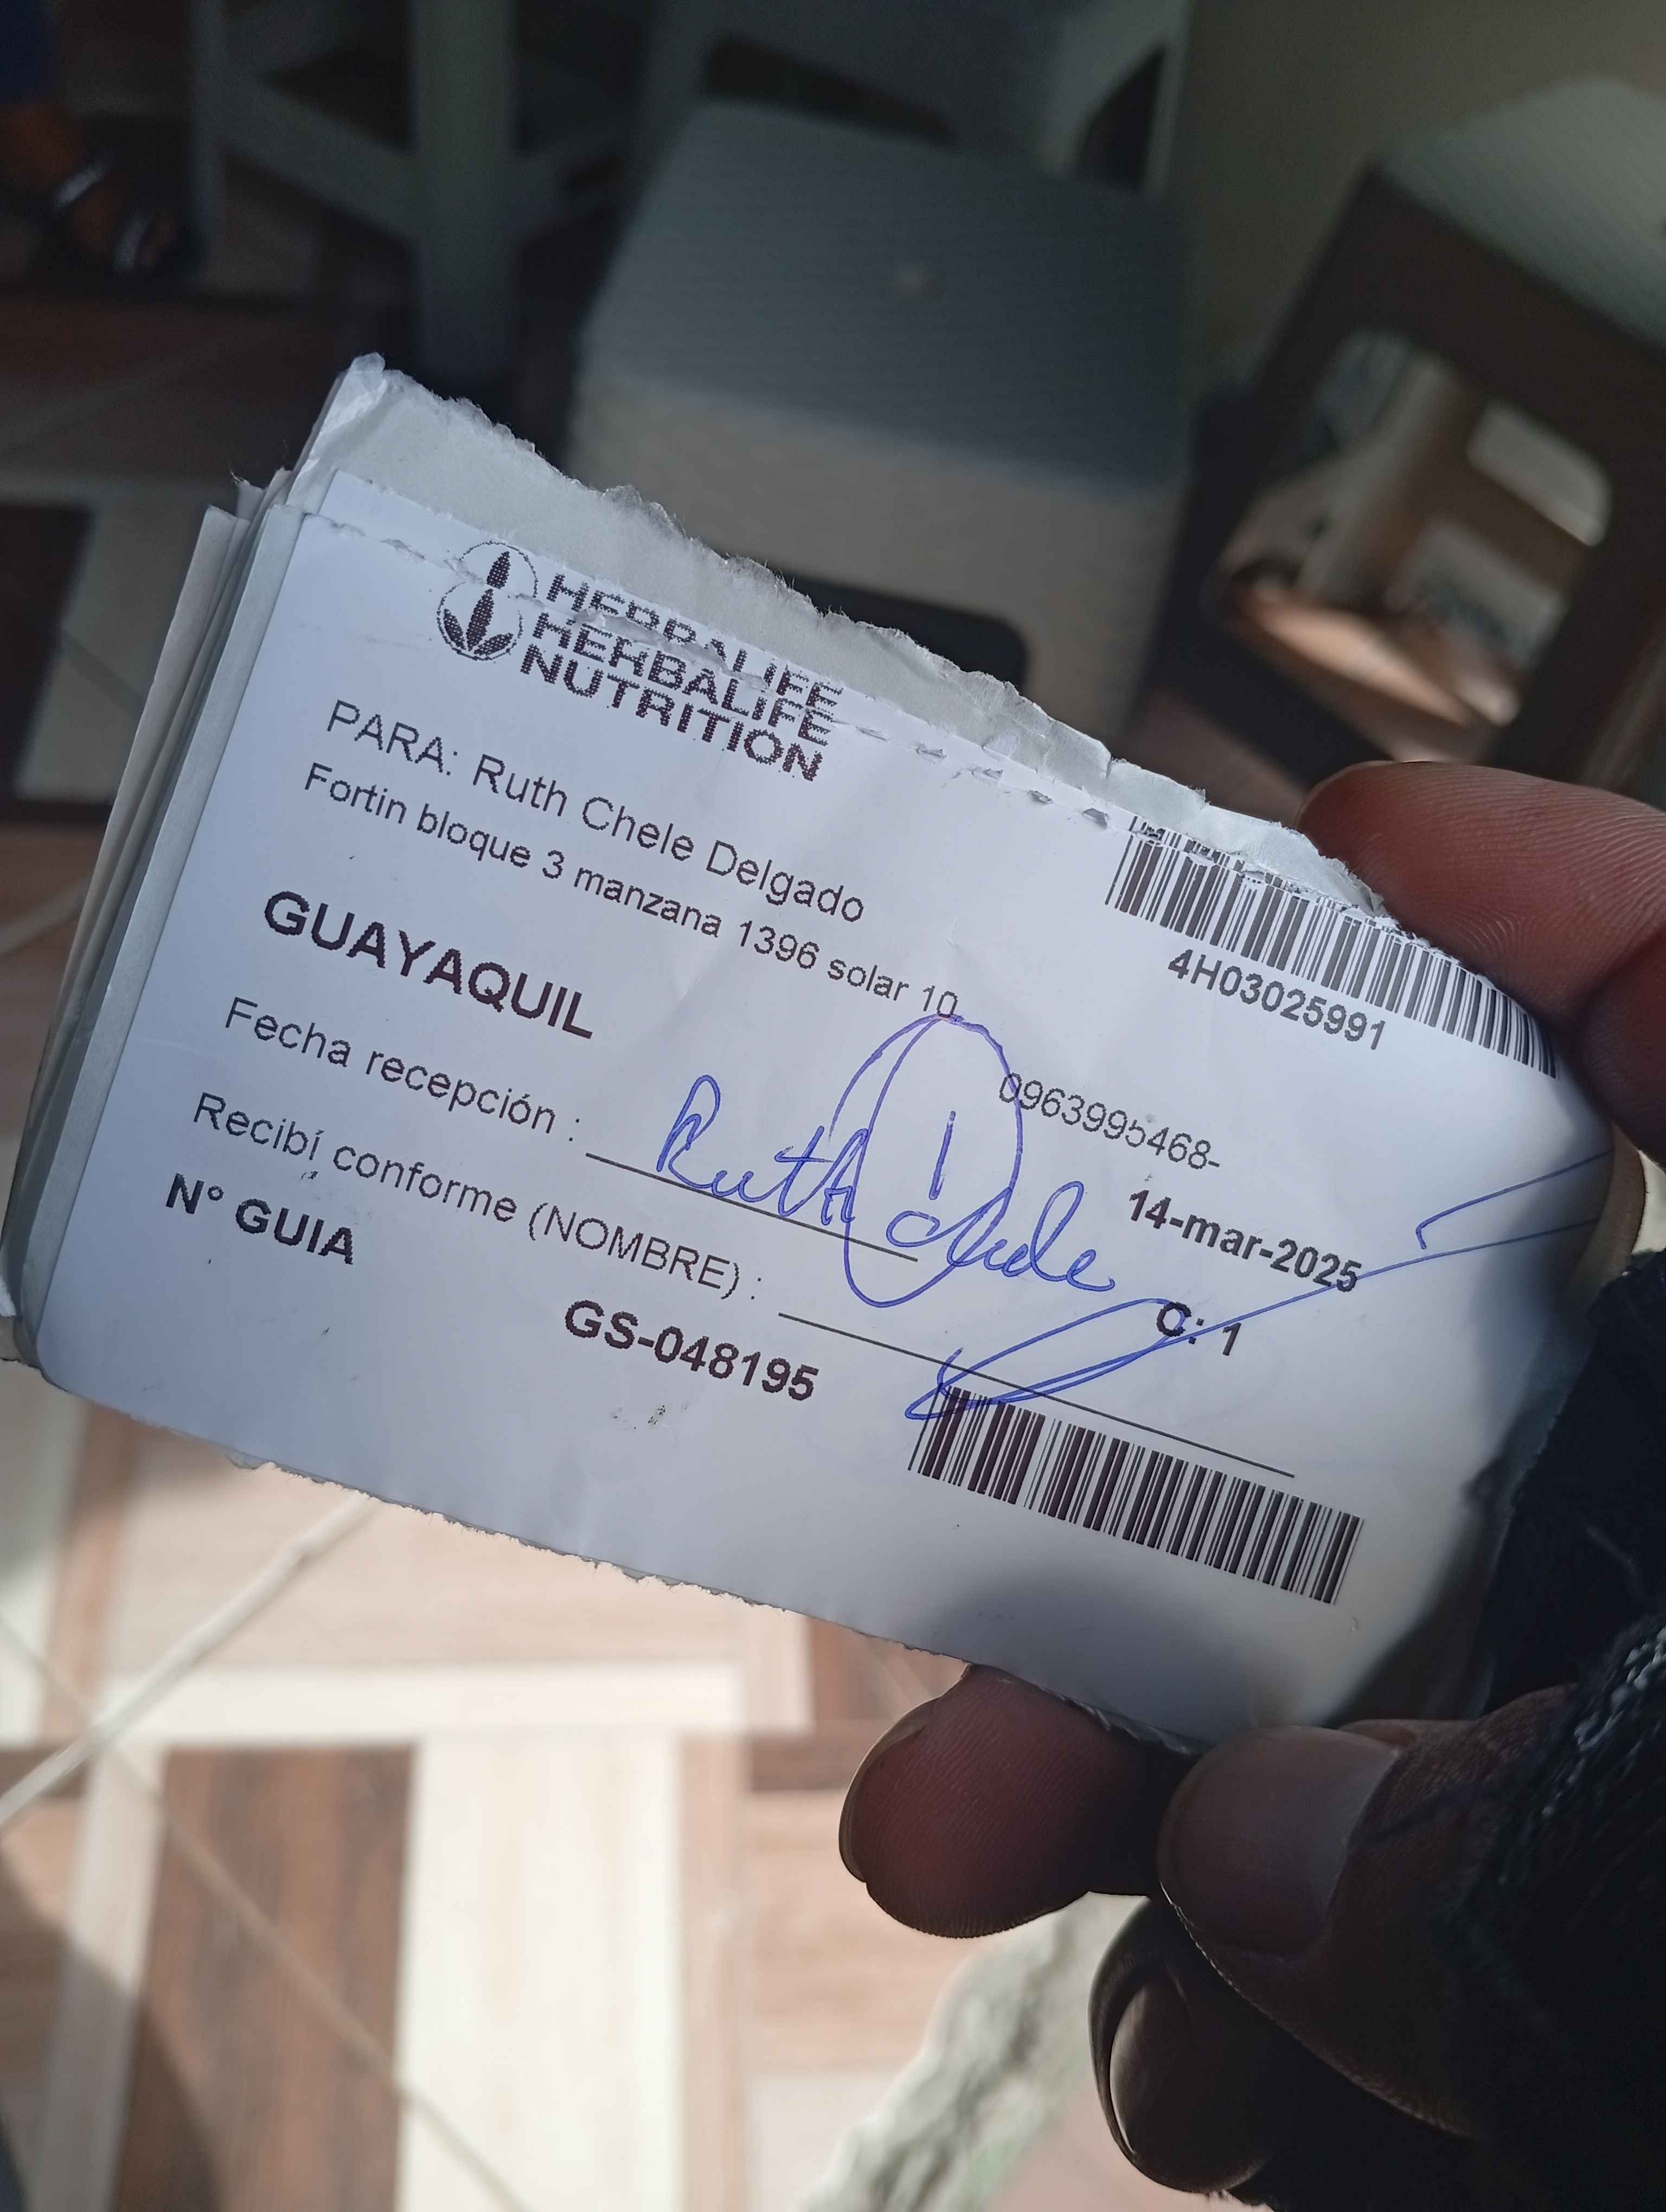 HERBALIFE
HERBALIFE
NUTRITION
PARA: Ruth Chele Delgado
Fortin bloque 3 manzana 1396 solar 10
4H03025991
GUAYAQUIL
0963995468-
Fecha recepción :
14-mar-2025
Ruth Chele
Recibí conforme (NOMBRE) :
C: 1
N° GUIA
GS-048195